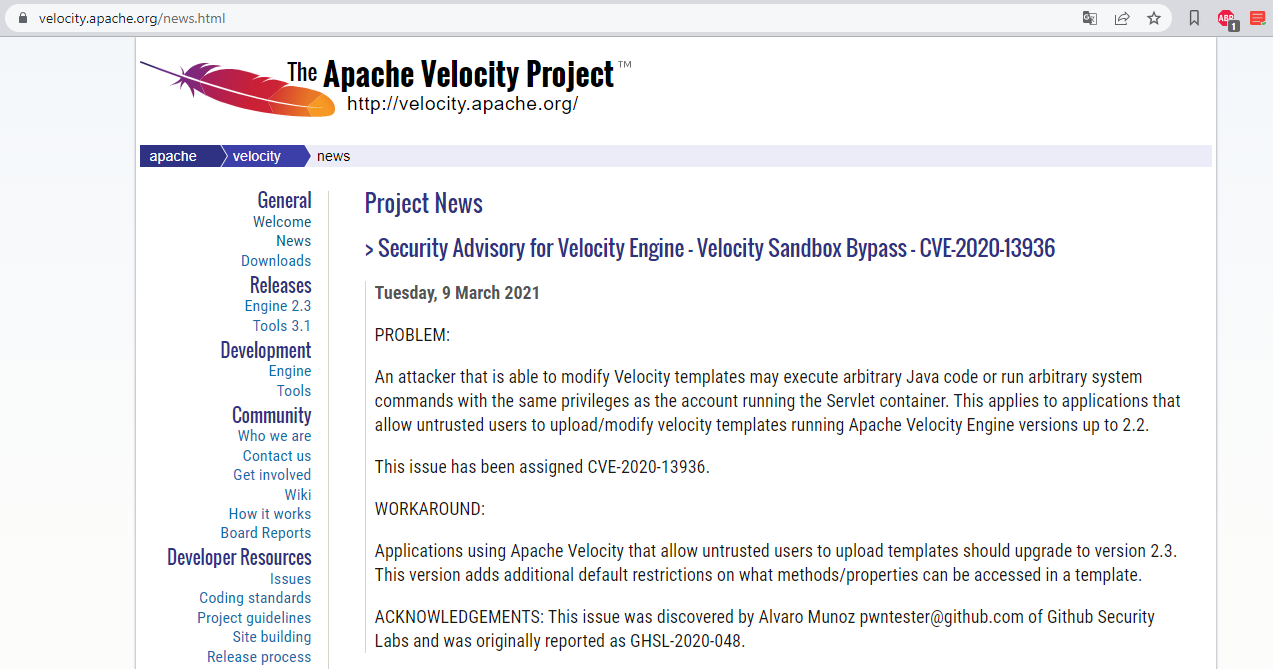 velocity.apache.org/news.html
ABP
1
The Apache Velocity Project™
http://velocity.apache.org/
apache
velocity
news
General
Welcome
News
Downloads
Releases
Engine 2.3
Tools 3.1
Development
Engine
Tools
Community
Who we are
Contact us
Get involved
Wiki
How it works
Board Reports
Developer Resources
Issues
Coding standards
Project guidelines
Site building
Release process
Project News
> Security Advisory for Velocity Engine - Velocity Sandbox Bypass - CVE-2020-13936
Tuesday, 9 March 2021
PROBLEM:
An attacker that is able to modify Velocity templates may execute arbitrary Java code or run arbitrary system
commands with the same privileges as the account running the Servlet container. This applies to applications that
allow untrusted users to upload/modify velocity templates running Apache Velocity Engine versions up to 2.2.
This issue has been assigned CVE-2020-13936.
WORKAROUND:
Applications using Apache Velocity that allow untrusted users to upload templates should upgrade to version 2.3.
This version adds additional default restrictions on what methods/properties can be accessed in a template.
ACKNOWLEDGEMENTS: This issue was discovered by Alvaro Munoz pwntester@github.com of Github Security
Labs and was originally reported as GHSL-2020-048.